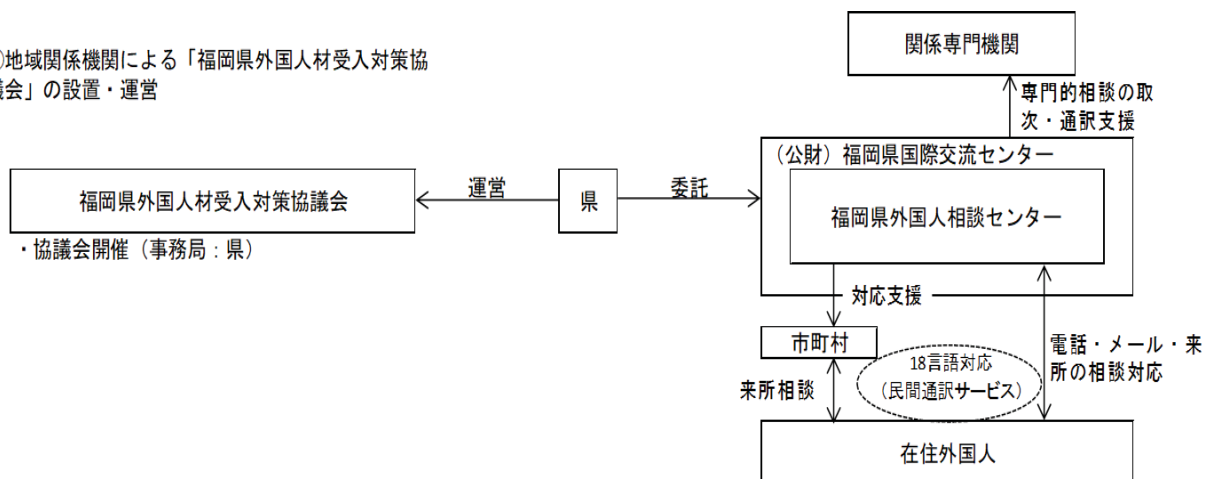 地域関係機関による「福岡県外国人材受入対策協
議会」の設置・運営
関係専門機関
専門的相談の取
次・通訳支援
(公財)福岡県国際交流センター
福岡県外国人材受入対策協議会
運営
県
委託
福岡県外国人相談センター
・協議会開催(事務局:県)
対応支援
市町村
18言語対応
(民間通訳サービス)
電話・メール・来
所の相談対応
来所相談
在住外国人